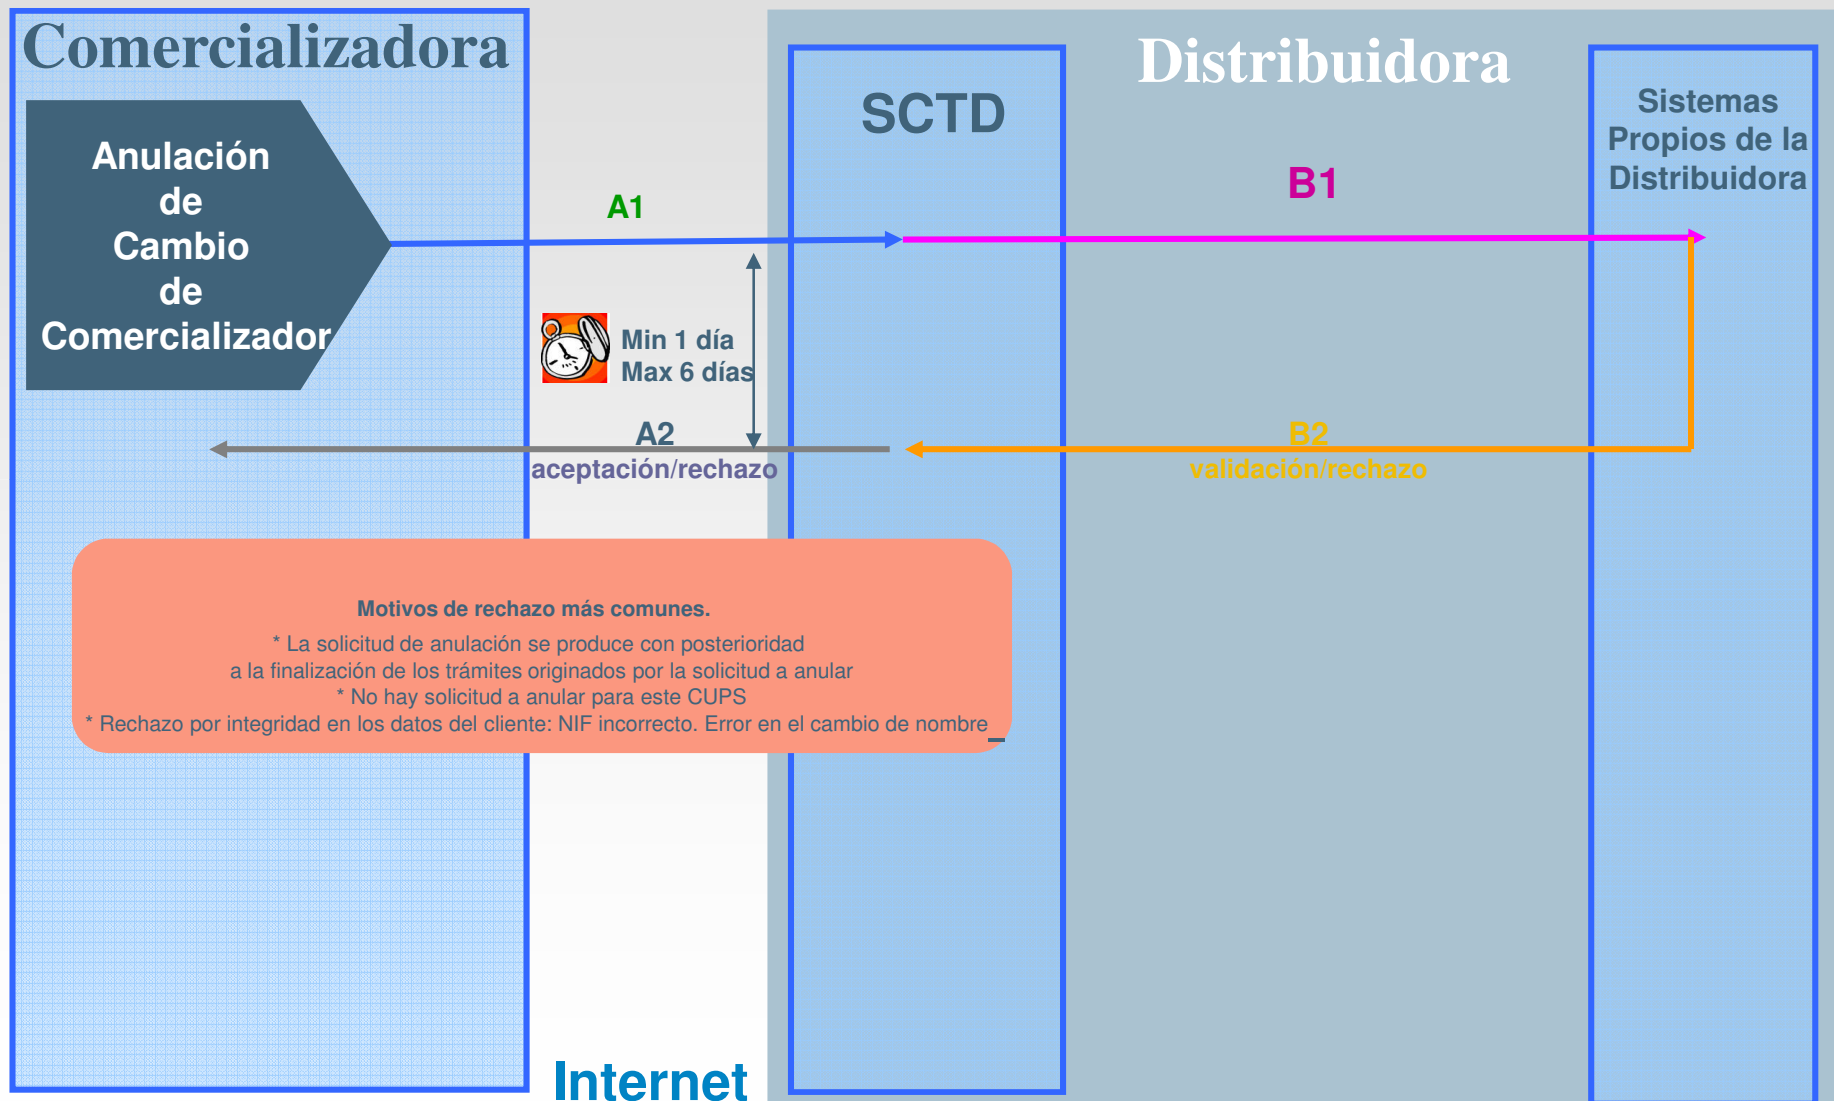 Comercializadora
Distribuidora
SCTD
Sistemas
Propios de la
Distribuidora
Anulación
de
Cambio
de
Comercializador
A1
B1
Min 1 día
Max 6 días
A2
aceptación/rechazo
B2
validación/rechazo
Motivos de rechazo más comunes.
* La solicitud de anulación se produce con posterioridad
a la finalización de los trámites originados por la solicitud a anular
* No hay solicitud a anular para este CUPS
* Rechazo por integridad en los datos del cliente: NIF incorrecto. Error en el cambio de nombre_
Internet